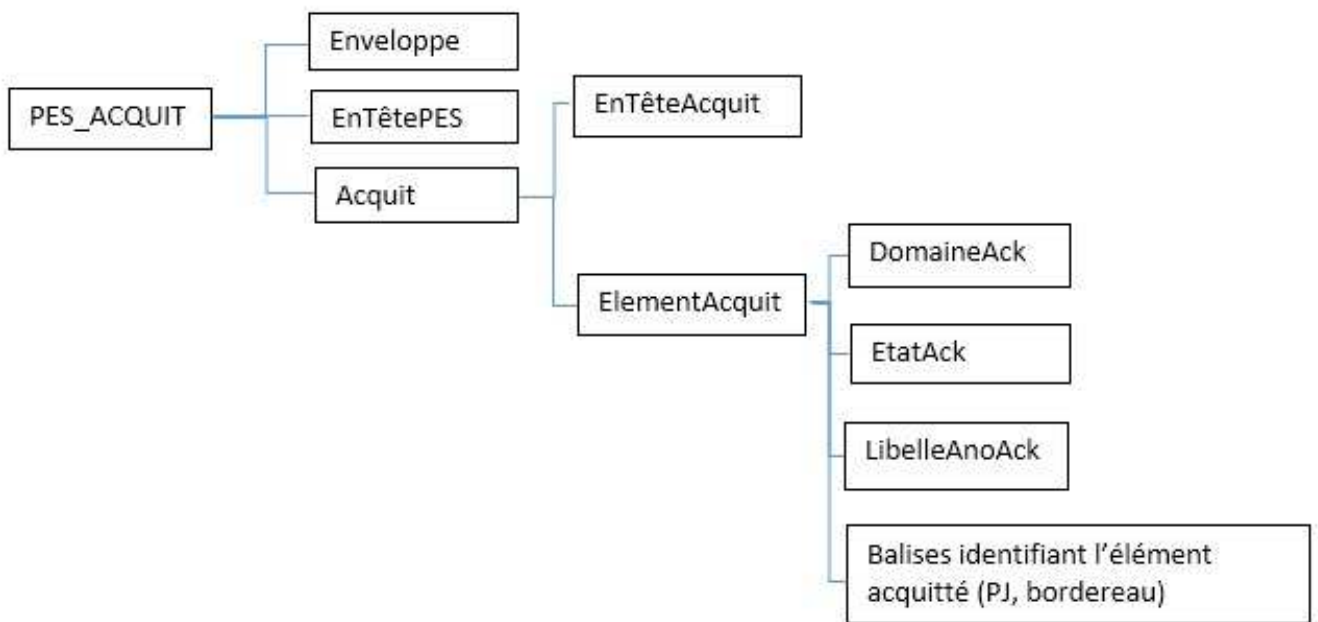 Enveloppe
PES_ACQUIT
EnTêtePES
EnTêteAcquit
Acquit
ElementAcquit
DomaineAck
EtatAck
LibelleAnoAck
Balises identifiant l'élément
acquitté (PJ, bordereau)